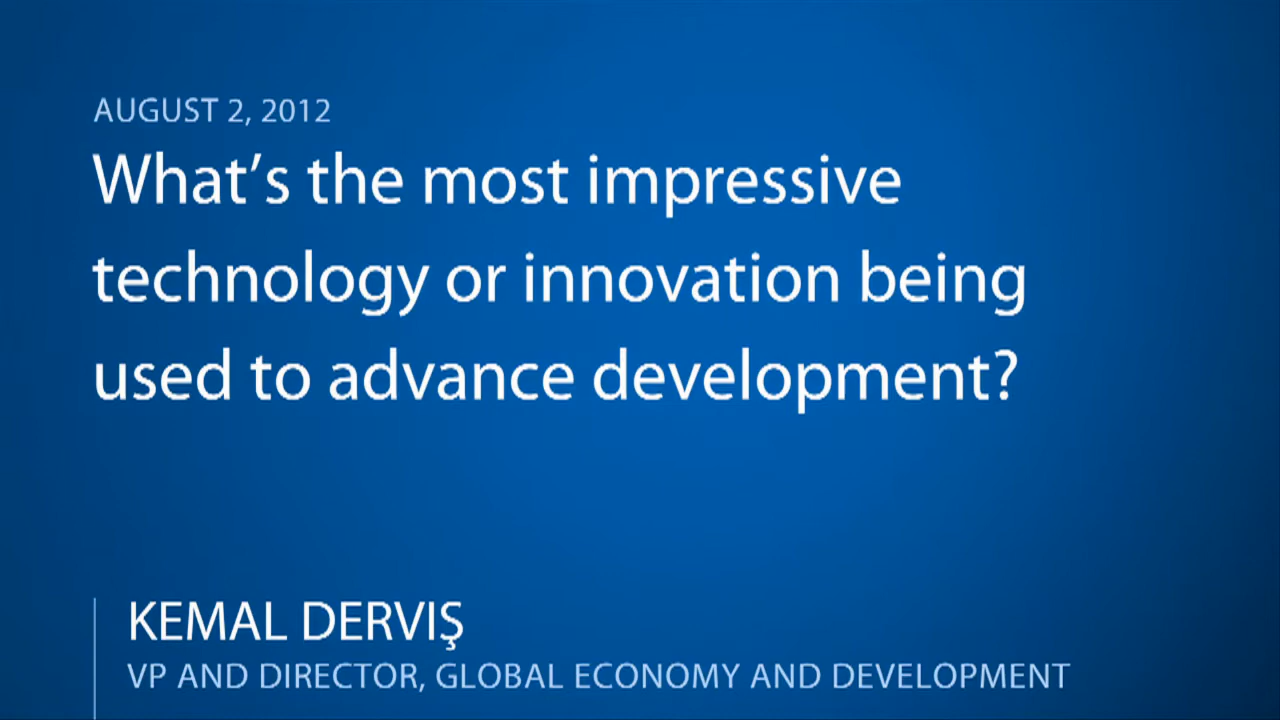 AUGUST 2, 2012
What’s the most impressive
technology or innovation being
used to advance development?
KEMAL DERVIŞ
VP AND DIRECTOR, GLOBAL ECONOMY AND DEVELOPMENT